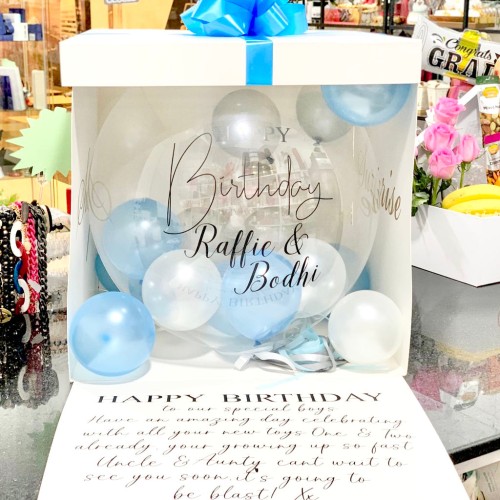 Congrats
GRAD
HAPPY
Birthday
Raffie &
Bodhi
Surprise
HAPPY BIRTHDAY
to our special boys
Have an amazing day celebrating
with all your new toys. One & Two
already your growing up so fast
Uncle & Aunty cant wait to
see you soon.it's going to
be blast! X